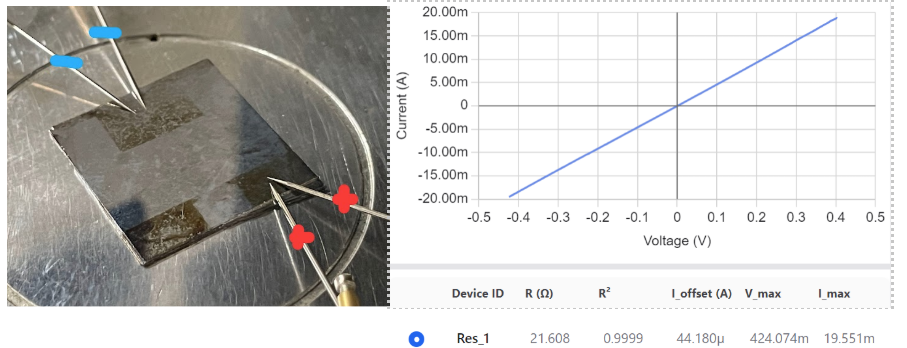 20.00m
15.00m
10.00m
5.00m
0
-5.00m
-10.00m
-15.00m
-20.00m
Current (A)
-0.5 -0.4 -0.3 -0.2 -0.1 0 0.1 0.2 0.3 0.4 0.5
Voltage (V)
Device ID R (Ω) R² I_offset (A) V_max I_max
Res_1 21.608 0.9999 44.180µ 424.074m 19.551m